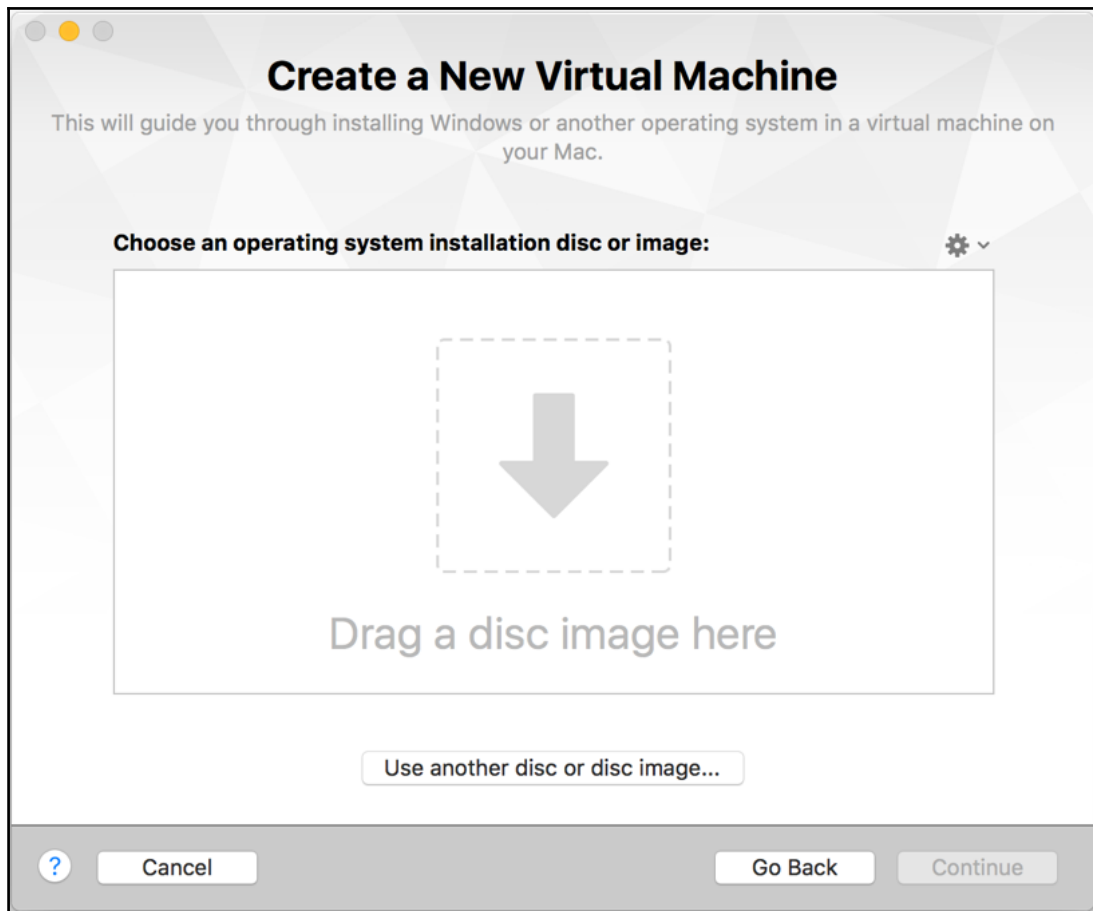 Create a New Virtual Machine
This will guide you through installing Windows or another operating system in a virtual machine on
your Mac.
Choose an operating system installation disc or image:
Drag a disc image here
Use another disc or disc image...
?
Cancel
Go Back
Continue